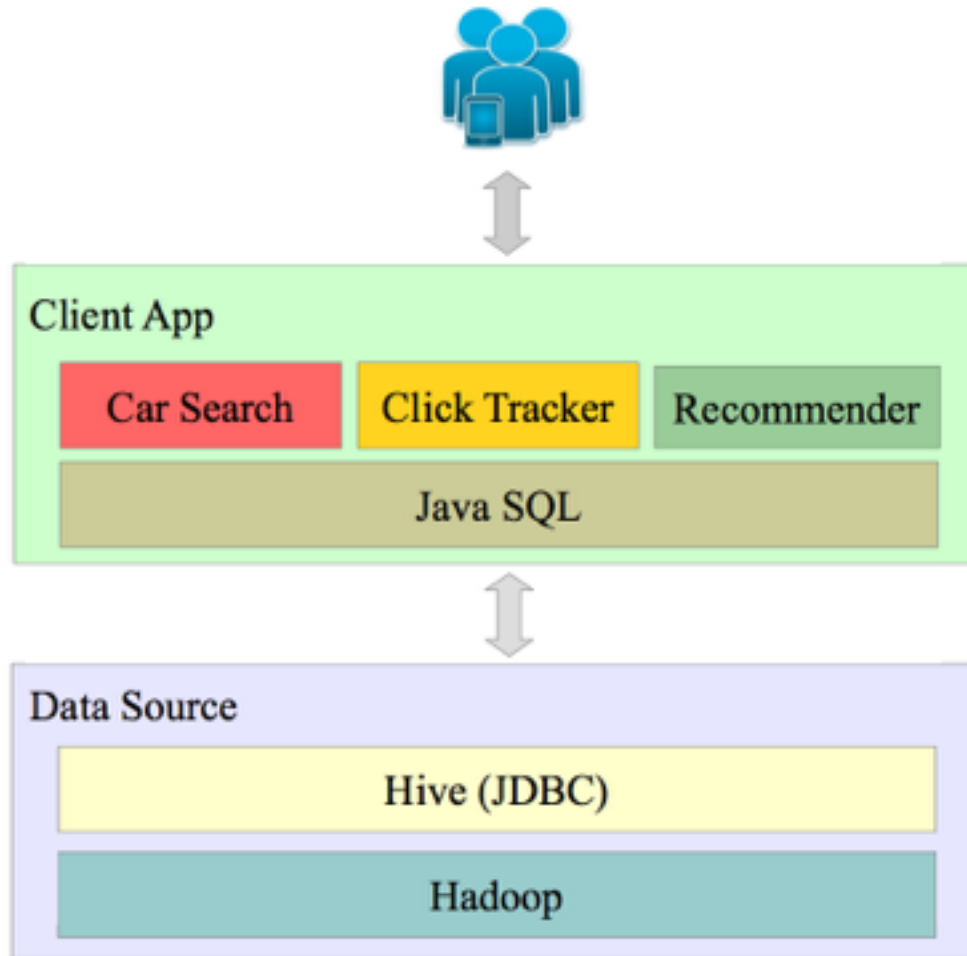 Client App
Car Search
Click Tracker
Recommender
Java SQL
Data Source
Hive (JDBC)
Hadoop